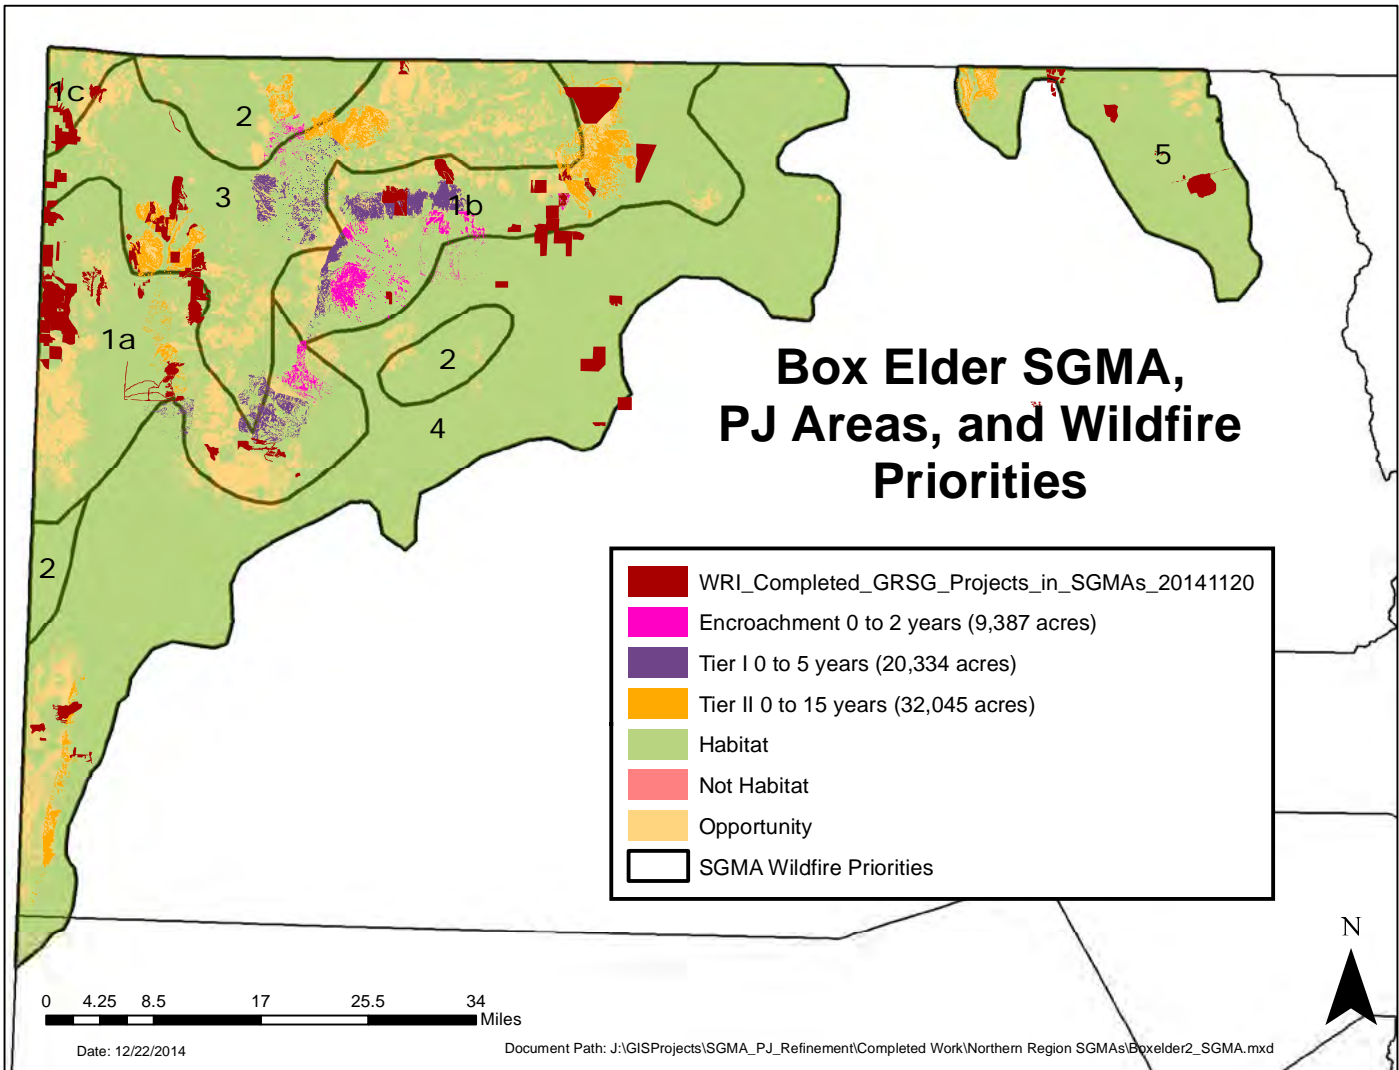 1c
2
3
1b
5
1a
2
4
2
Box Elder SGMA,
PJ Areas, and Wildfire
Priorities
WRI_Completed_GRSG_Projects_in_SGMAs_20141120
Encroachment 0 to 2 years (9,387 acres)
Tier I 0 to 5 years (20,334 acres)
Tier II 0 to 15 years (32,045 acres)
Habitat
Not Habitat
Opportunity
SGMA Wildfire Priorities
N
0 4.25 8.5 17 25.5 34
Miles
Date: 12/22/2014
Document Path: J:\GISProjects\SGMA_PJ_Refinement\Completed Work\Northern Region SGMAs\Boxelder2_SGMA.mxd